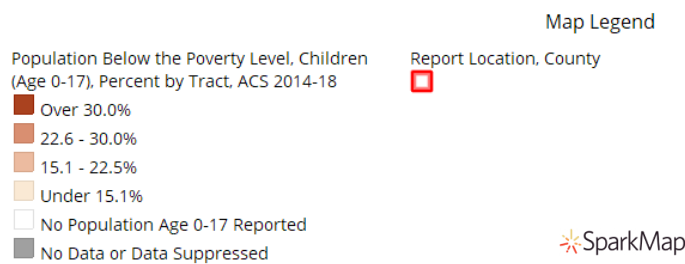 Map Legend
Population Below the Poverty Level, Children
(Age 0-17), Percent by Tract, ACS 2014-18
Over 30.0%
22.6 - 30.0%
15.1 - 22.5%
Under 15.1%
No Population Age 0-17 Reported
No Data or Data Suppressed
Report Location, County
SparkMap